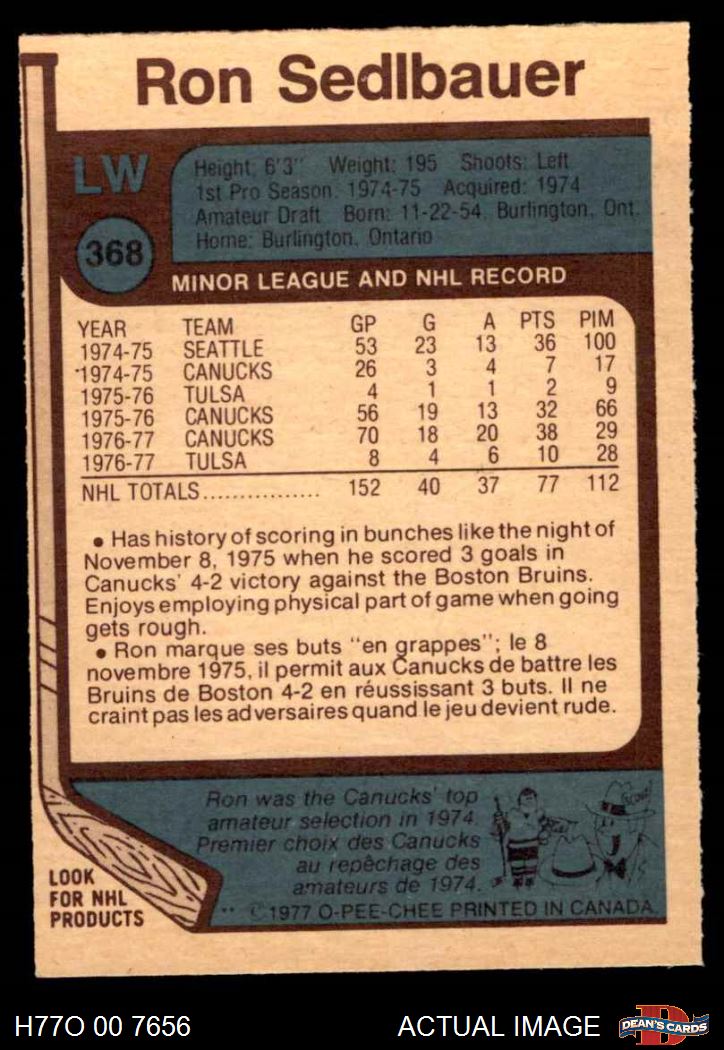 Ron Sedlbauer
LW
Height: 6'3" Weight: 195 Shoots: Left
1st Pro Season: 1974-75 Acquired: 1974
Amateur Draft Born: 11-22-54, Burlington, Ont.
Home: Burlington, Ontario
368
MINOR LEAGUE AND NHL RECORD
YEAR TEAM GP G A PTS PIM
1974-75 SEATTLE 53 23 13 36 100
1974-75 CANUCKS 26 3 4 7 17
1975-76 TULSA 4 1 1 2 9
1975-76 CANUCKS 56 19 13 32 66
1976-77 CANUCKS 70 18 20 38 29
1976-77 TULSA 8 4 6 10 28
NHL TOTALS................ 152 40 37 77 112
• Has history of scoring in bunches like the night of
November 8, 1975 when he scored 3 goals in
Canucks' 4-2 victory against the Boston Bruins.
Enjoys employing physical part of game when going
gets rough.
• Ron marque ses buts "en grappes"; le 8
novembre 1975, il permit aux Canucks de battre les
Bruins de Boston 4-2 en réussissant 3 buts. Il ne
craint pas les adversaires quand le jeu devient rude.
Ron was the Canucks' top
amateur selection in 1974.
Premier choix des Canucks
au repêchage des
amateurs de 1974.
LOOK
FOR NHL
PRODUCTS
** ©1977 O-PEE-CHEE PRINTED IN CANADA.
H77O 00 7656
ACTUAL IMAGE
D
DEAN'S CARDS